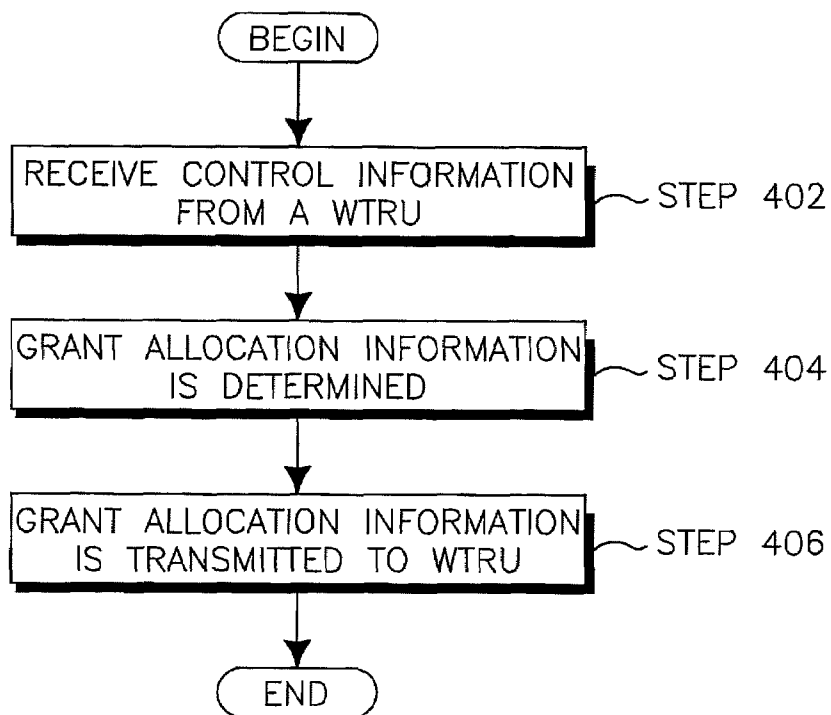 BEGIN
RECEIVE CONTROL INFORMATION
FROM A WTRU
STEP 402
GRANT ALLOCATION INFORMATION
IS DETERMINED
STEP 404
GRANT ALLOCATION INFORMATION
IS TRANSMITTED TO WTRU
STEP 406
END